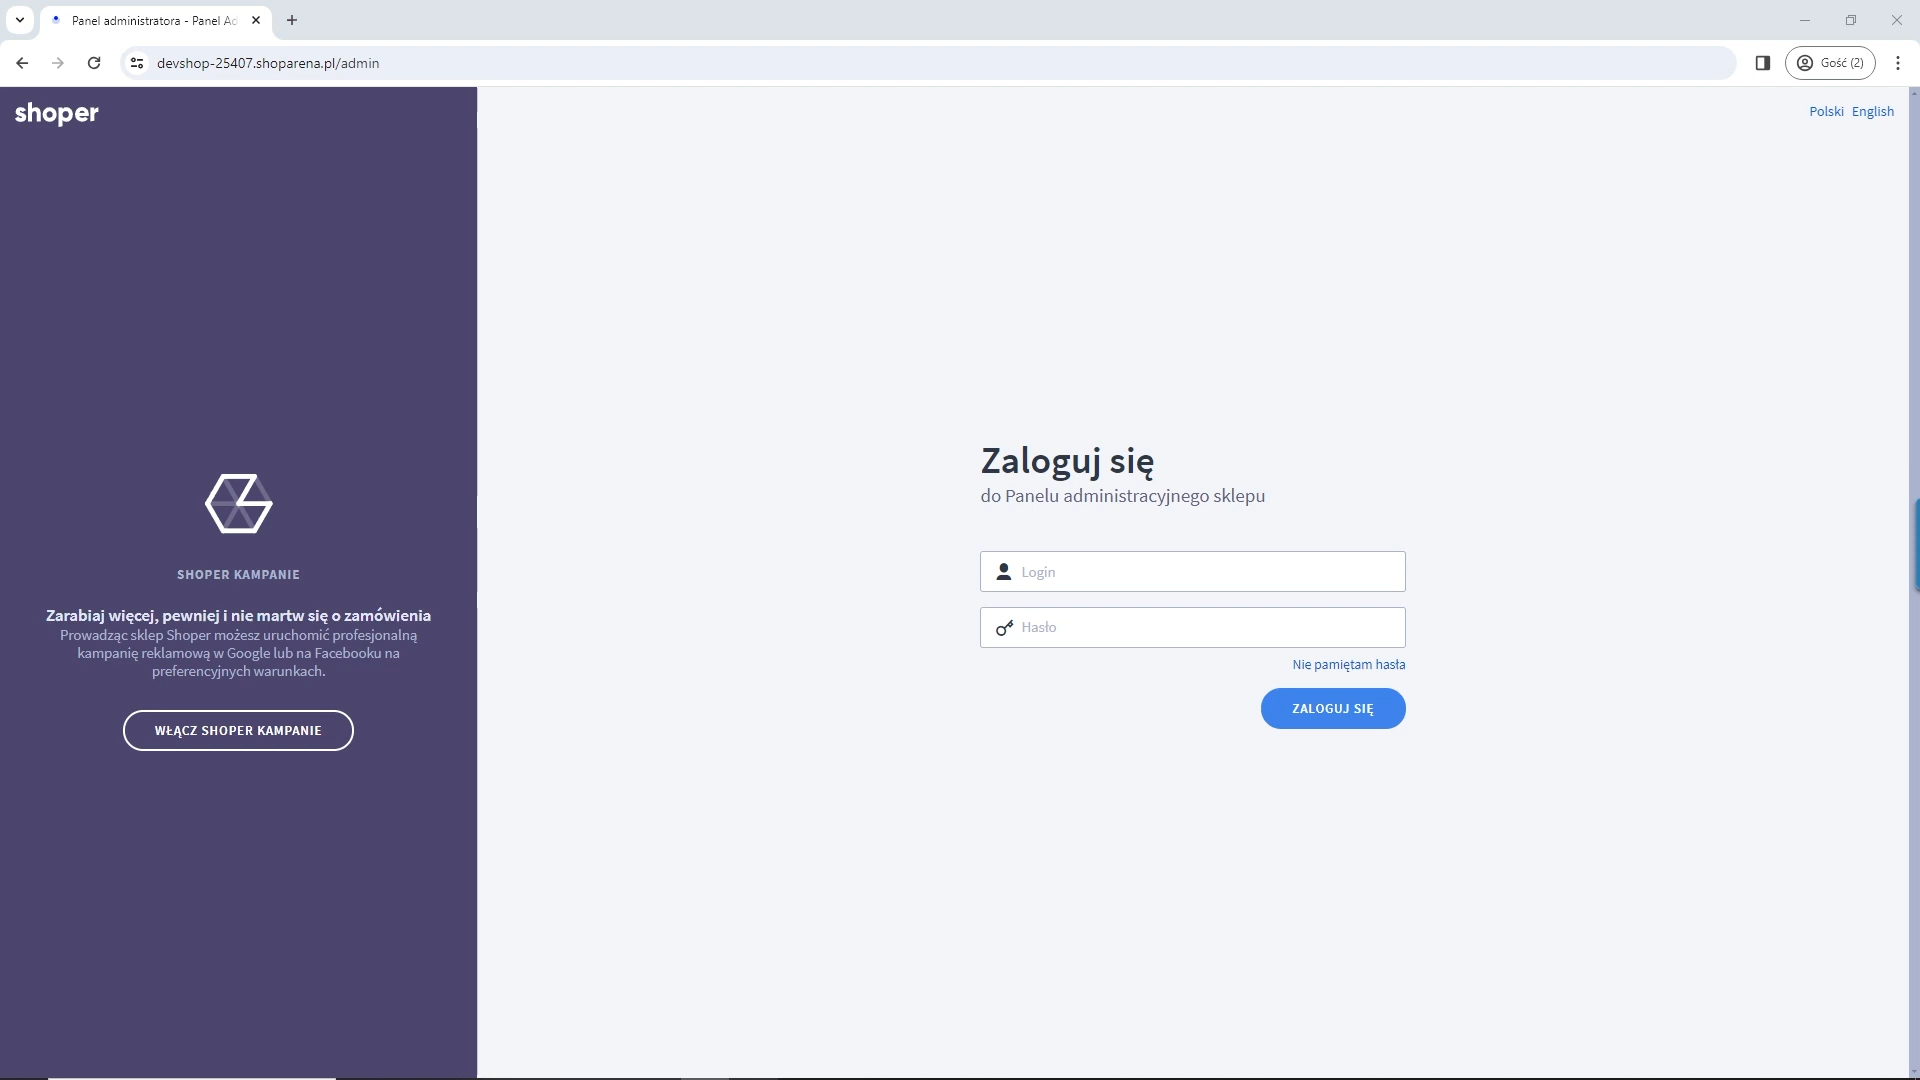 Panel administratora - Panel Ad
devshop-25407.shoparena.pl/admin
Gość (2)
shoper
Polski English
Zaloguj się
do Panelu administracyjnego sklepu
Login
Hasło
Nie pamiętam hasła
ZALOGUJ SIĘ
SHOPER KAMPANIE
Zarabiaj więcej, pewniej i nie martw się o zamówienia
Prowadząc sklep Shoper możesz uruchomić profesjonalną
kampanię reklamową w Google lub na Facebooku na
preferencyjnych warunkach.
WŁĄCZ SHOPER KAMPANIE